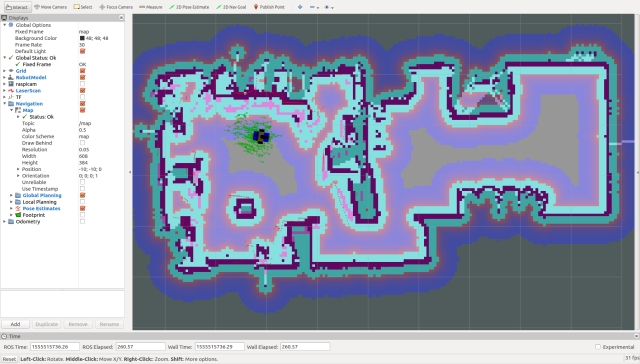 Interact Move Camera Select Focus Camera Measure 2D Pose Estimate 2D Nav Goal Publish Point
Displays
Global Options
Fixed Frame map
Background Color 48; 48; 48
Frame Rate 30
Default Light
Global Status: Ok
Fixed Frame OK
Grid
RobotModel
raspicam
LaserScan
TF
Navigation
Map
Status: Ok
Topic /map
Alpha 0.5
Color Scheme map
Draw Behind
Resolution 0.05
Width 608
Height 384
Position -10; -10; 0
Orientation 0; 0; 0; 1
Unreliable
Use Timestamp
Global Planning
Local Planning
Pose Estimates
Footprint
Odometry
Add Duplicate Remove Rename
Time
ROS Time: 1555515736.26 ROS Elapsed: 260.57 Wall Time: 1555515736.29 Wall Elapsed: 260.57 Experimental
Reset Left-Click: Rotate. Middle-Click: Move X/Y. Right-Click: Zoom. Shift: More options. 31 fps